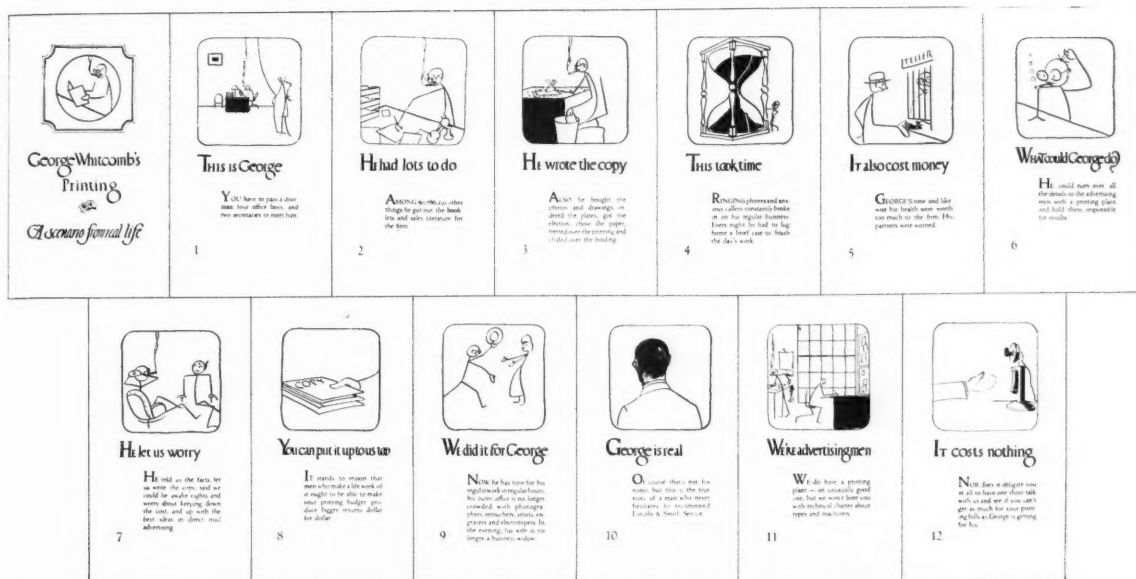 George Whitcomb's
Printing
A scenario from real life
THIS IS George
YOU have to pass a door
man, four office boys, and
two secretaries to meet him.
1
HE had lots to do
AMONG other
things he got out the book
lets and sales literature for
the firm.
2
HE wrote the copy
ALSO he bought the
photos and drawings, or
dered the plates, got the
electros, chose the paper,
fretted over the printing and
chafed over the binding.
3
THIS took time
RINGING phones and anx
ious callers constantly broke
in on his regular business.
Every night he had to lug
home a brief case to finish
the day's work.
4
TELLER
IT also cost money
GEORGE'S time and like
wise his health were worth
too much to the firm. His
partners were worried.
5
WHAT could George do?
HE could turn over all
the details to the advertising
men with a printing plant
and hold them responsible
for results.
6
HE let us worry
HE told us the facts, let
us write the copy, said we
could be awake nights and
worry about keeping down
the cost, and up with the
best ideas in direct mail
advertising.
7
COPY
You can put it up to us too
IT stands to reason that
men who make a life work of
it ought to be able to make
your printing budget pro
duce bigger returns dollar
for dollar.
8
WE did it for George
NOW he has time for his
regular work in regular hours,
his outer office is no longer
crowded with photogra
phers, retouchers, artists, en
gravers and electrotypers. In
the evening, his wife is no
longer a business widow.
9
George is real
OF course that's not his
name, but this is the true
story of a man who never
hesitates to recommend
Lincoln & Smith Service.
10
WE'RE advertising men
WE do have a printing
plant — an unusually good
one, but we won't bore you
with technical chatter about
types and machinery.
11
IT costs nothing
NOR does it obligate you
at all to have one short talk
with us and see if you can't
get as much for your print
ing bills as George is getting
for his.
12